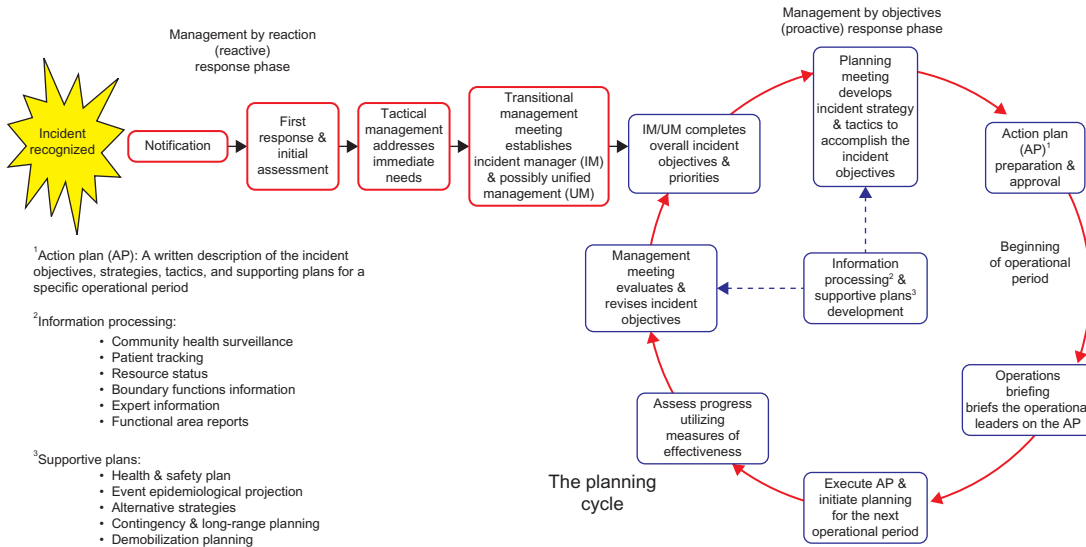 Management by reaction
(reactive)
response phase
Management by objectives
(proactive) response phase
Incident
recognized
Notification
First
response &
initial
assessment
Tactical
management
addresses
immediate
needs
Transitional
management
meeting
establishes
incident manager (IM)
& possibly unified
management (UM)
IM/UM completes
overall incident
objectives &
priorities
Planning
meeting
develops
incident strategy
& tactics to
accomplish the
incident
objectives
Action plan
(AP)¹
preparation &
approval
Beginning
of operational
period
Operations
briefing
briefs the operational
leaders on the AP
Execute AP &
initiate planning
for the next
operational period
Assess progress
utilizing
measures of
effectiveness
Management
meeting
evaluates &
revises incident
objectives
Information
processing² &
supportive plans³
development
The planning
cycle
¹Action plan (AP): A written description of the incident
objectives, strategies, tactics, and supporting plans for a
specific operational period
²Information processing:
• Community health surveillance
• Patient tracking
• Resource status
• Boundary functions information
• Expert information
• Functional area reports
³Supportive plans:
• Health & safety plan
• Event epidemiological projection
• Alternative strategies
• Contingency & long-range planning
• Demobilization planning